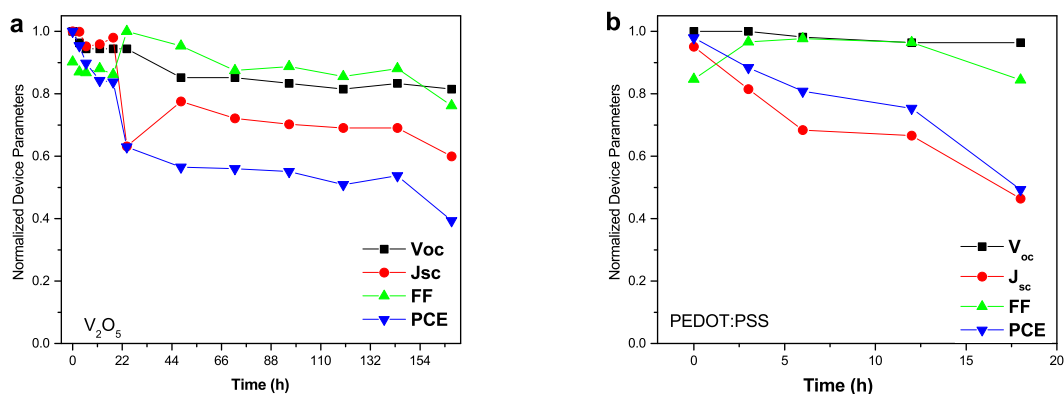 a
Normalized Device Parameters
1.0
0.8
0.6
0.4
0.2
0.0
Voc
Jsc
FF
PCE
V₂O₅
0 22 44 66 88 110 132 154
Time (h)
b
Normalized Device Parameters
1.0
0.8
0.6
0.4
0.2
0.0
Voc
Jsc
FF
PCE
PEDOT:PSS
0 5 10 15 20
Time (h)